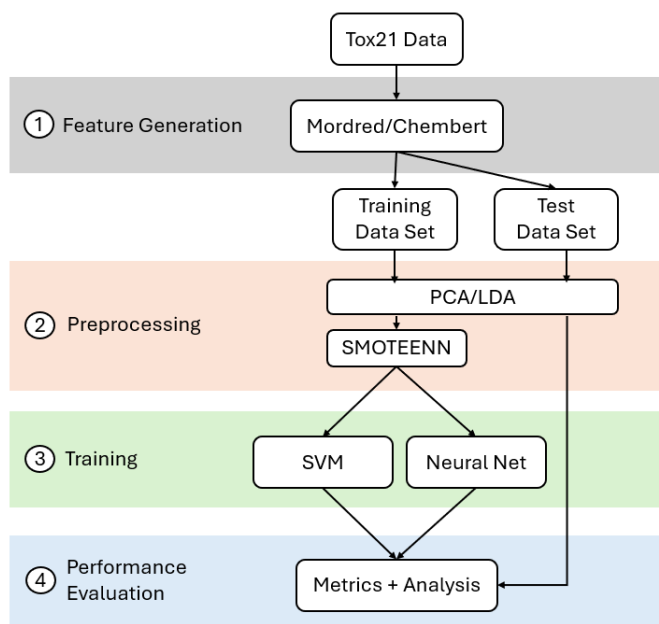 Tox21 Data
1 Feature Generation
Mordred/Chembert
Training
Data Set
Test
Data Set
PCA/LDA
2 Preprocessing
SMOTEENN
3 Training
SVM
Neural Net
4 Performance
Evaluation
Metrics + Analysis